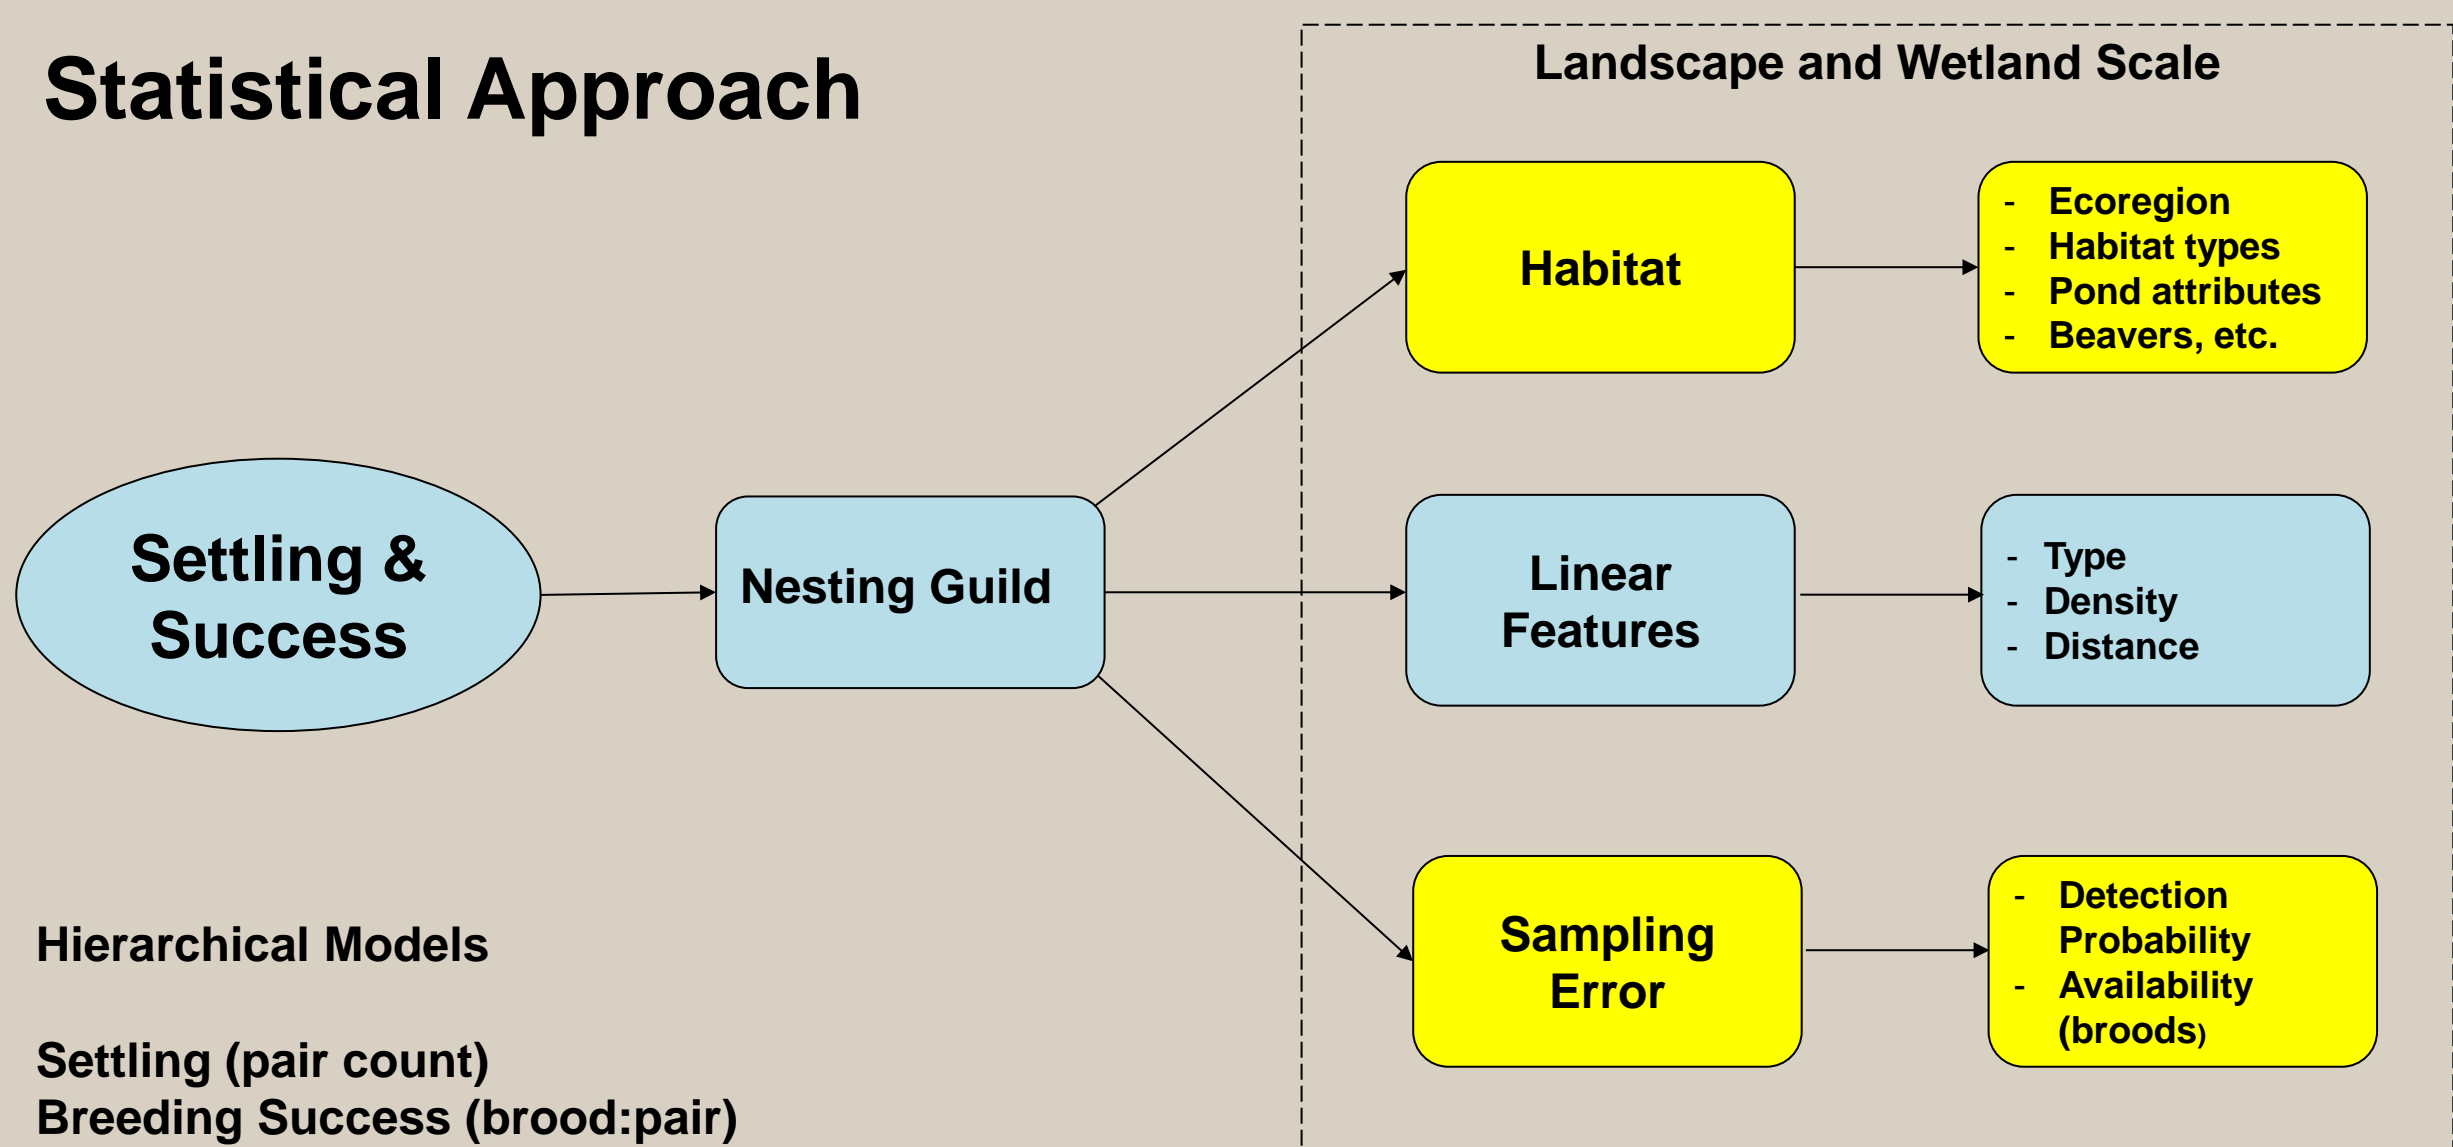 Statistical Approach
Landscape and Wetland Scale
Habitat
- Ecoregion
- Habitat types
- Pond attributes
- Beavers, etc.
Settling &
Success
Nesting Guild
Linear
Features
- Type
- Density
- Distance
Sampling
Error
- Detection
Probability
- Availability
(broods)
Hierarchical Models
Settling (pair count)
Breeding Success (brood:pair)